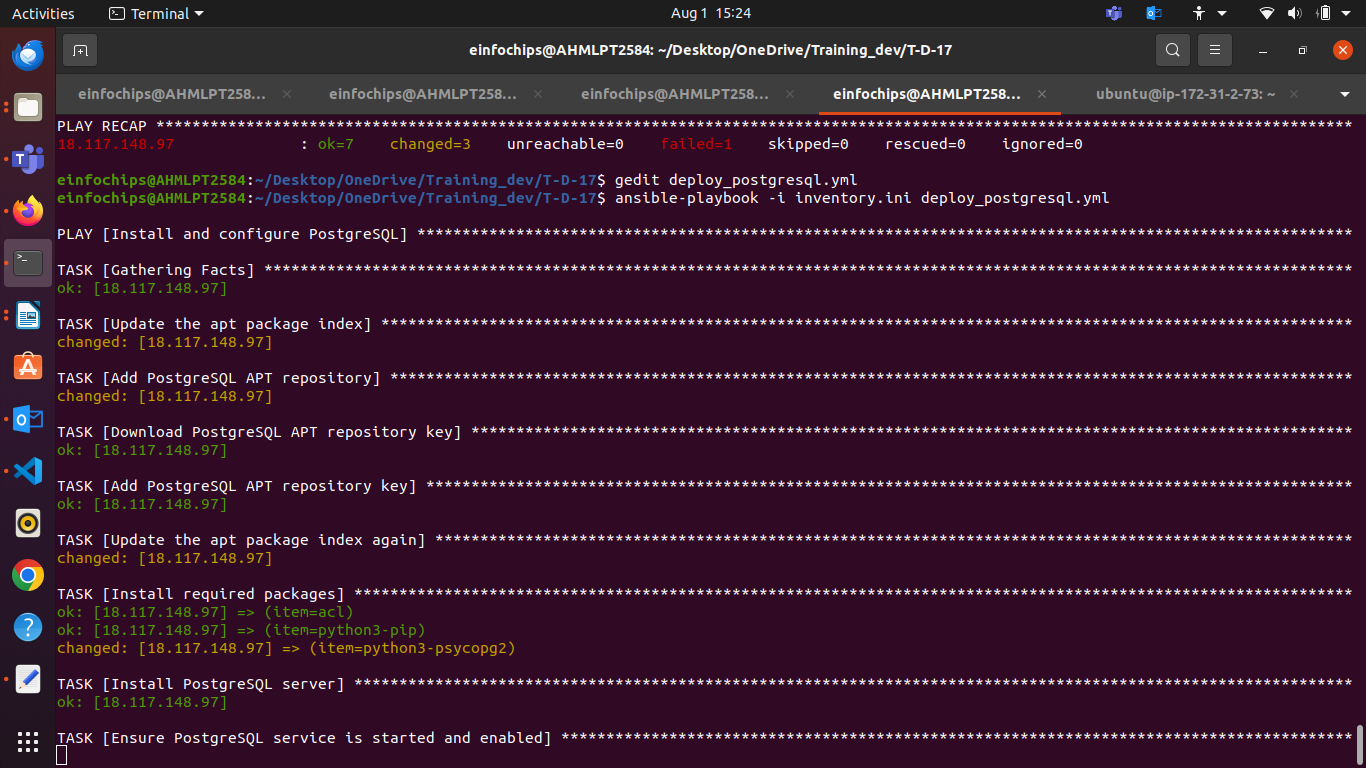 Activities
Terminal
Aug 1 15:24
einfochips@AHMLPT2584: ~/Desktop/OneDrive/Training_dev/T-D-17
einfochips@AHMLPT258... × einfochips@AHMLPT258... × einfochips@AHMLPT258... × einfochips@AHMLPT258... × ubuntu@ip-172-31-2-73: ~ ×
PLAY RECAP *************************************************************************************************************************************
18.117.148.97 : ok=7 changed=3 unreachable=0 failed=1 skipped=0 rescued=0 ignored=0
einfochips@AHMLPT2584:~/Desktop/OneDrive/Training_dev/T-D-17$ gedit deploy_postgresql.yml
einfochips@AHMLPT2584:~/Desktop/OneDrive/Training_dev/T-D-17$ ansible-playbook -i inventory.ini deploy_postgresql.yml
PLAY [Install and configure PostgreSQL] ********************************************************************************************************
TASK [Gathering Facts] *************************************************************************************************************************
ok: [18.117.148.97]
TASK [Update the apt package index] ************************************************************************************************************
changed: [18.117.148.97]
TASK [Add PostgreSQL APT repository] ***********************************************************************************************************
changed: [18.117.148.97]
TASK [Download PostgreSQL APT repository key] **************************************************************************************************
ok: [18.117.148.97]
TASK [Add PostgreSQL APT repository key] *******************************************************************************************************
ok: [18.117.148.97]
TASK [Update the apt package index again] ******************************************************************************************************
changed: [18.117.148.97]
TASK [Install required packages] ***************************************************************************************************************
ok: [18.117.148.97] => (item=acl)
ok: [18.117.148.97] => (item=python3-pip)
changed: [18.117.148.97] => (item=python3-psycopg2)
TASK [Install PostgreSQL server] ***************************************************************************************************************
ok: [18.117.148.97]
TASK [Ensure PostgreSQL service is started and enabled] ****************************************************************************************